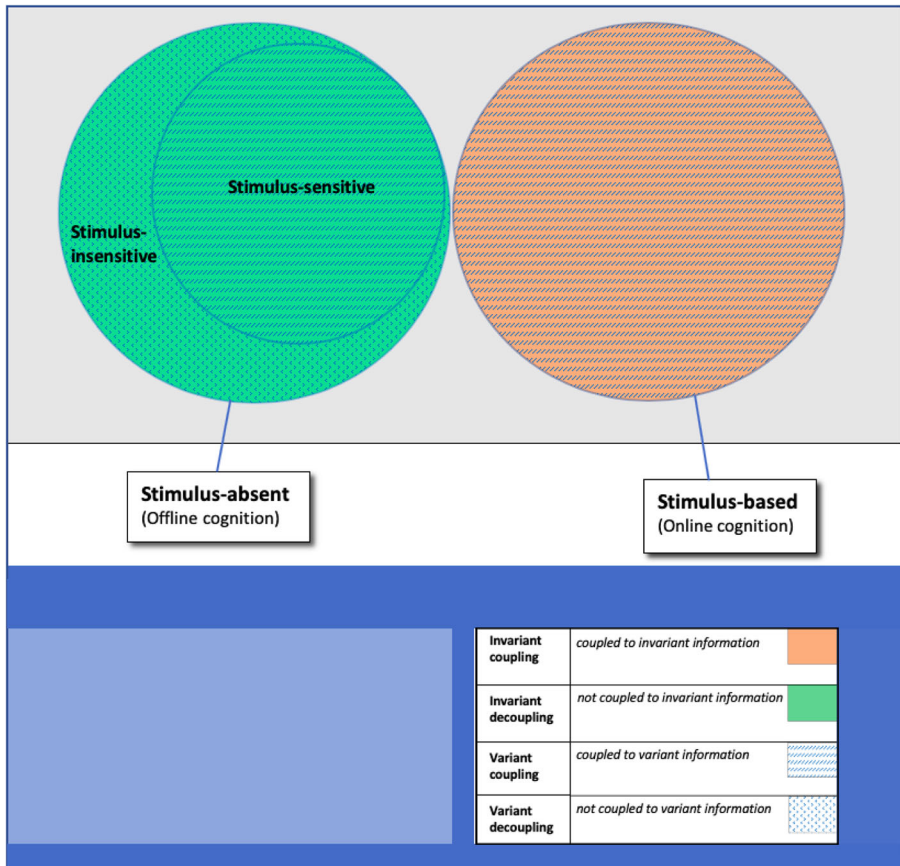 Stimulus-sensitive
Stimulus-
insensitive
Stimulus-absent
(Offline cognition)
Stimulus-based
(Online cognition)
Invariant
coupling
coupled to invariant information
Invariant
decoupling
not coupled to invariant information
Variant
coupling
coupled to variant information
Variant
decoupling
not coupled to variant information